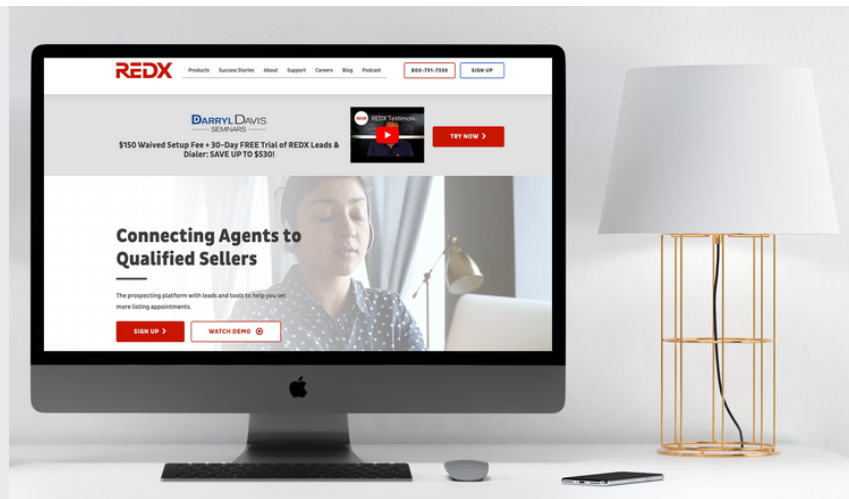 REDX
Products Success Stories About Support Careers Blog Podcast
800-731-7339
SIGN UP
DARRYL DAVIS
SEMINARS
$150 Waived Setup Fee + 30-Day FREE Trial of REDX Leads &
Dialer: SAVE UP TO $530!
REDX
REDX Testimoni...
TRY NOW
Connecting Agents to
Qualified Sellers
The prospecting platform with leads and tools to help you set
more listing appointments.
SIGN UP
WATCH DEMO